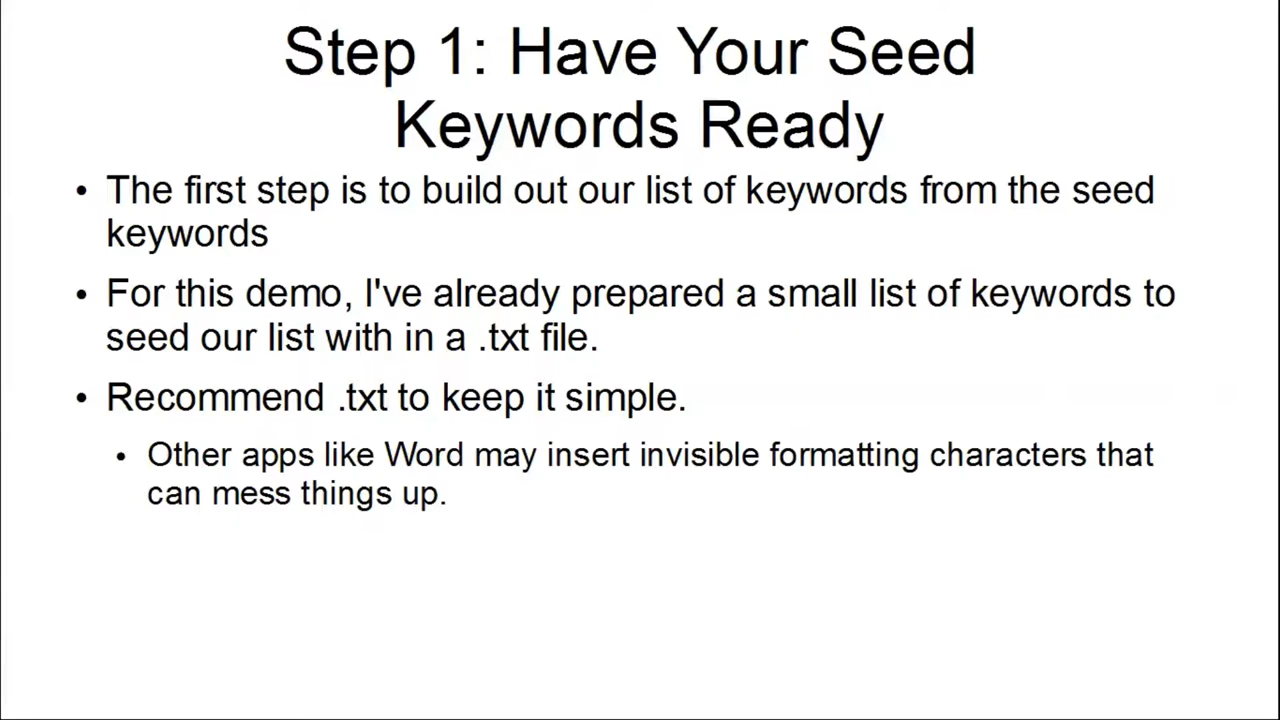 Step 1: Have Your Seed
Keywords Ready
• The first step is to build out our list of keywords from the seed
keywords
• For this demo, I've already prepared a small list of keywords to
seed our list with in a .txt file.
• Recommend .txt to keep it simple.
• Other apps like Word may insert invisible formatting characters that
can mess things up.